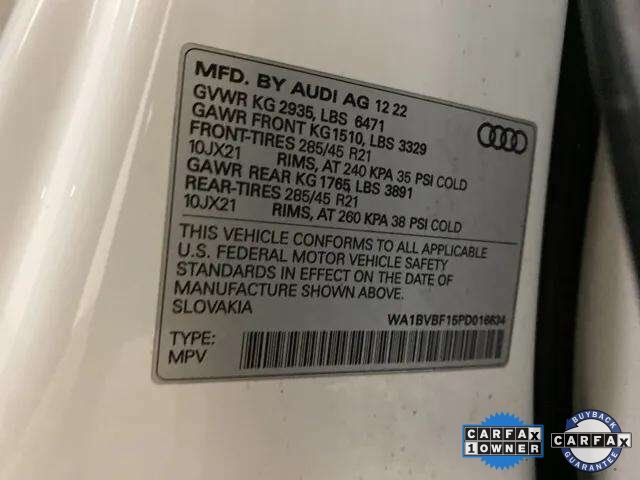 MFD. BY AUDI AG 12 22
GVWR KG 2935, LBS 6471
GAWR FRONT KG1510, LBS 3329
FRONT-TIRES 285/45 R21
10JX21 RIMS, AT 240 KPA 35 PSI COLD
GAWR REAR KG 1765, LBS 3891
REAR-TIRES 285/45 R21
10JX21 RIMS, AT 260 KPA 38 PSI COLD
THIS VEHICLE CONFORMS TO ALL APPLICABLE
U.S. FEDERAL MOTOR VEHICLE SAFETY
STANDARDS IN EFFECT ON THE DATE OF
MANUFACTURE SHOWN ABOVE.
SLOVAKIA
WA1BVBF15PD016634
TYPE:
MPV
CARFAX
1 OWNER
BUYBACK
CARFAX
GUARANTEE